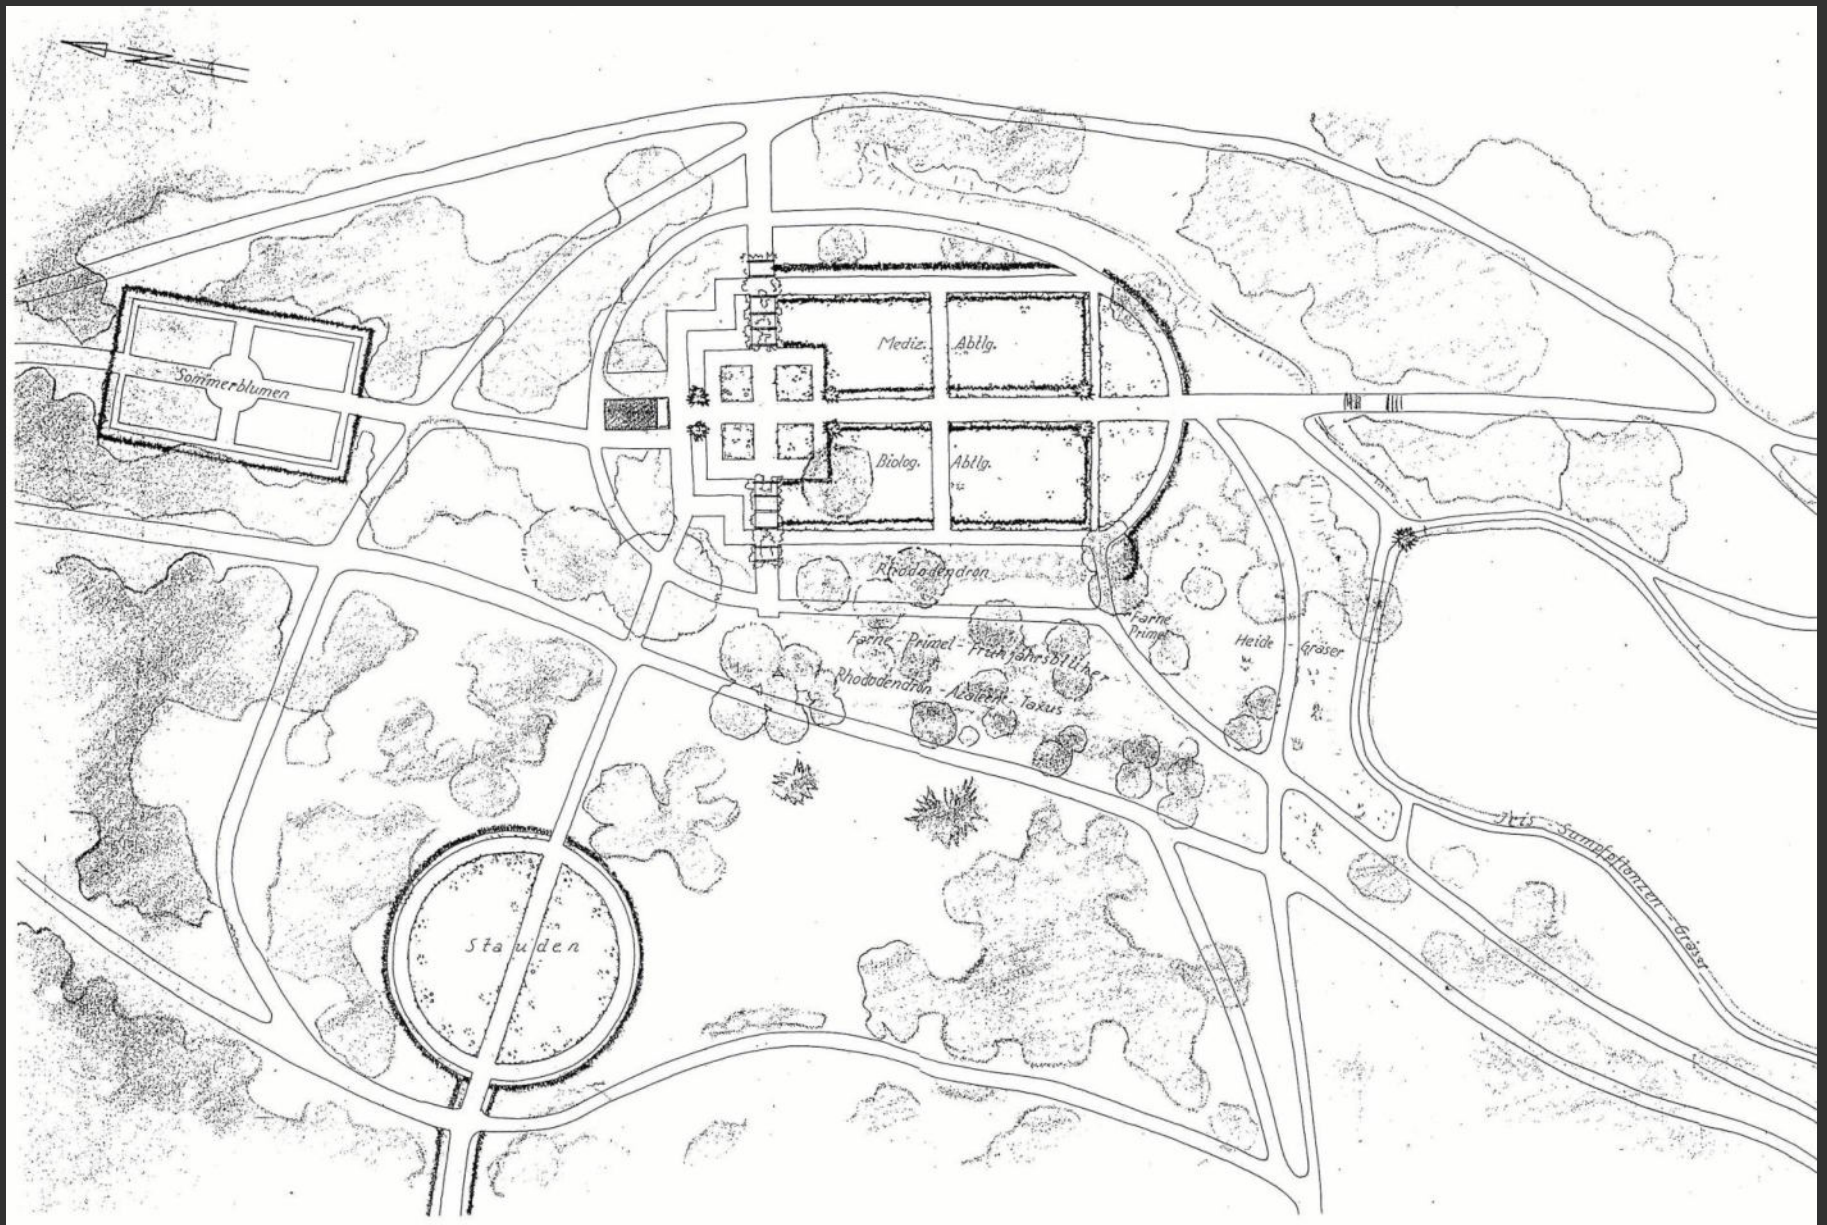 N
Sommerblumen
Mediz. Abtlg.
Biolog. Abtlg.
Rhododendron
Farne
Primel
Farne - Primel - Frühjahrsblüher
Rhododendron - Azaleen - Taxus
Heide - Gräser
Iris - Sumpfpflanzen - Gräser
Stauden